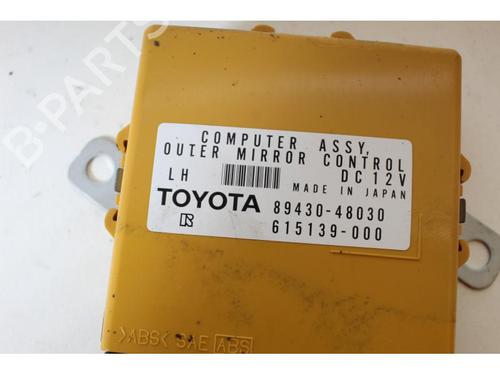 COMPUTER ASSY,
OUTER MIRROR CONTROL
LH DC12V
MADE IN JAPAN
TOYOTA 89430-48030
615139-000
>ABS< SAE ABS
B-PARTS